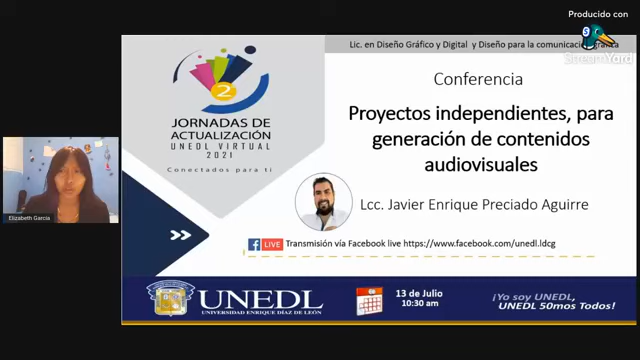 Producido con
StreamYard
Lic. en Diseño Gráfico y Digital y Diseño para la comunicación gráfica
Conferencia
Proyectos independientes, para
generación de contenidos
audiovisuales
2
JORNADAS DE
ACTUALIZACIÓN
UNEDL VIRTUAL
2021
Conectados para ti
Lcc. Javier Enrique Preciado Aguirre
Elizabeth Garcia
f LIVE Transmisión vía Facebook live https://www.facebook.com/unedl.ldcg
UNEDL
UNIVERSIDAD ENRIQUE DÍAZ DE LEÓN
13 de Julio
10:30 am
¡Yo soy UNEDL,
UNEDL 50mos Todos!